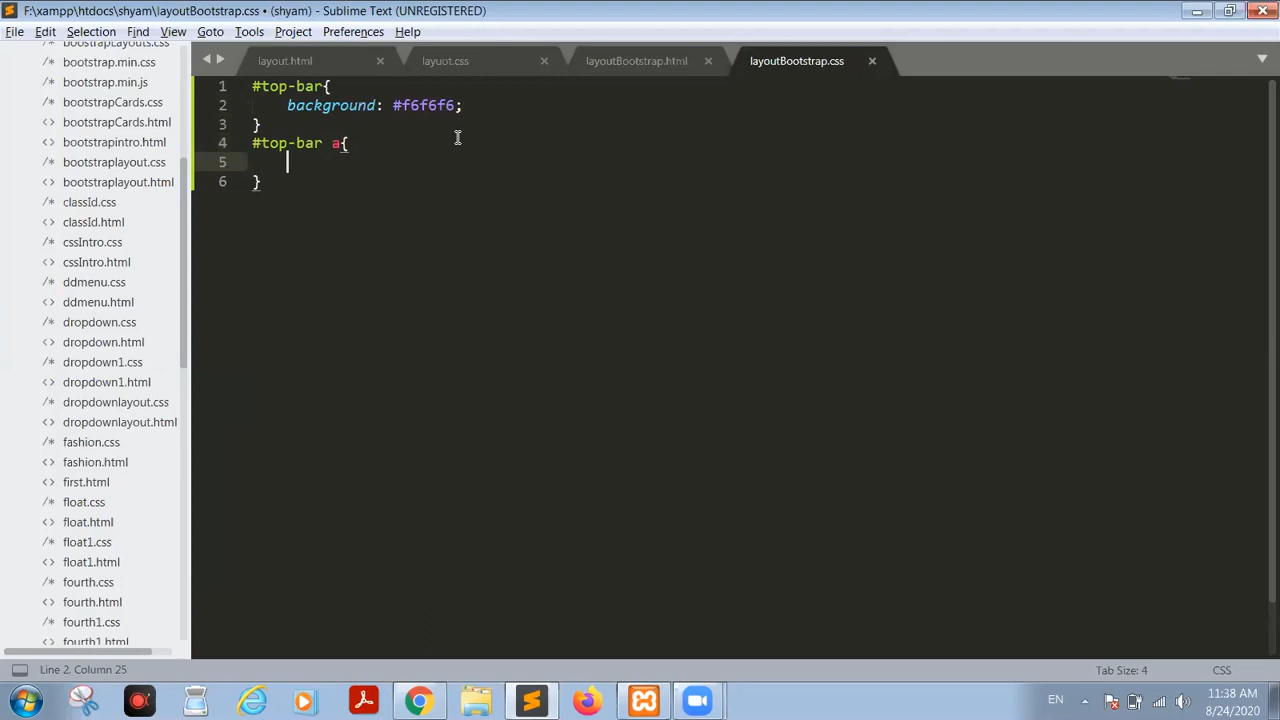 F:\xampp\htdocs\shyam\layoutBootstrap.css • (shyam) - Sublime Text (UNREGISTERED)
File Edit Selection Find View Goto Tools Project Preferences Help
layout.html layuot.css layoutBootstrap.html layoutBootstrap.css
bootstrapLayouts.css
bootstrap.min.css
bootstrap.min.js
bootstrapCards.css
bootstrapCards.html
bootstrapintro.html
bootstraplayout.css
bootstraplayout.html
classId.css
classId.html
cssIntro.css
cssIntro.html
ddmenu.css
ddmenu.html
dropdown.css
dropdown.html
dropdown1.css
dropdown1.html
dropdownlayout.css
dropdownlayout.html
fashion.css
fashion.html
first.html
float.css
float.html
float1.css
float1.html
fourth.css
fourth.html
fourth1.css
fourth1.html
1 #top-bar{
2 background: #f6f6f6;
3 }
4 #top-bar a{
5
6 }
Line 2, Column 25 Tab Size: 4 CSS
EN 11:38 AM
8/24/2020